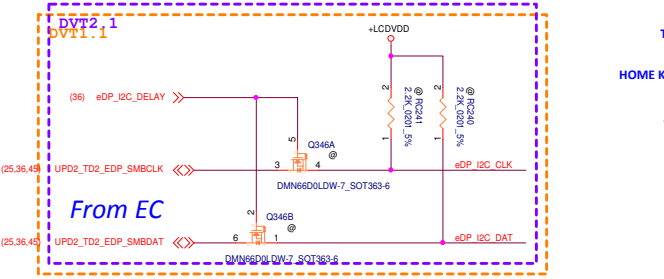 DVT2.1
DVT1.1
+LCDVDD
T
HOME K
(36) eDP_I2C_DELAY
2
2
@ RC241
2.2K_0201_5%
@ RC240
2.2K_0201_5%
1
1
5
Q346A
@
(25,36,45) UPD2_TD2_EDP_SMBCLK
3
4
eDP_I2C_CLK
DMN66D0LDW-7_SOT363-6
From EC
2
Q346B
@
(25,36,45) UPD2_TD2_EDP_SMBDAT
6
1
eDP_I2C_DAT
DMN66D0LDW-7_SOT363-6